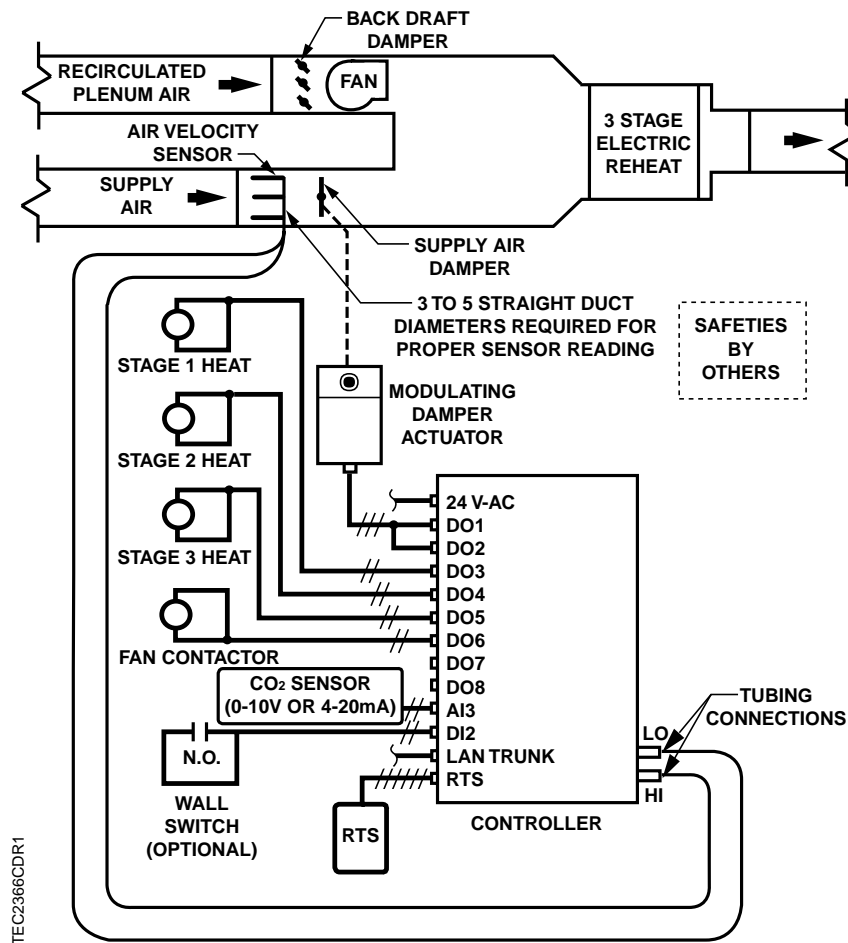 BACK DRAFT
DAMPER
RECIRCULATED
PLENUM AIR
FAN
AIR VELOCITY
SENSOR
3 STAGE
ELECTRIC
REHEAT
SUPPLY
AIR
SUPPLY AIR
DAMPER
3 TO 5 STRAIGHT DUCT
DIAMETERS REQUIRED FOR
PROPER SENSOR READING
SAFETIES
BY
OTHERS
STAGE 1 HEAT
MODULATING
DAMPER
ACTUATOR
STAGE 2 HEAT
STAGE 3 HEAT
FAN CONTACTOR
24 V-AC
DO1
DO2
DO3
DO4
DO5
DO6
DO7
DO8
AI3
DI2
LAN TRUNK
RTS
CO2 SENSOR
(0-10V OR 4-20mA)
TUBING
CONNECTIONS
LO
HI
N.O.
WALL
SWITCH
(OPTIONAL)
RTS
CONTROLLER
TEC2366CDR1